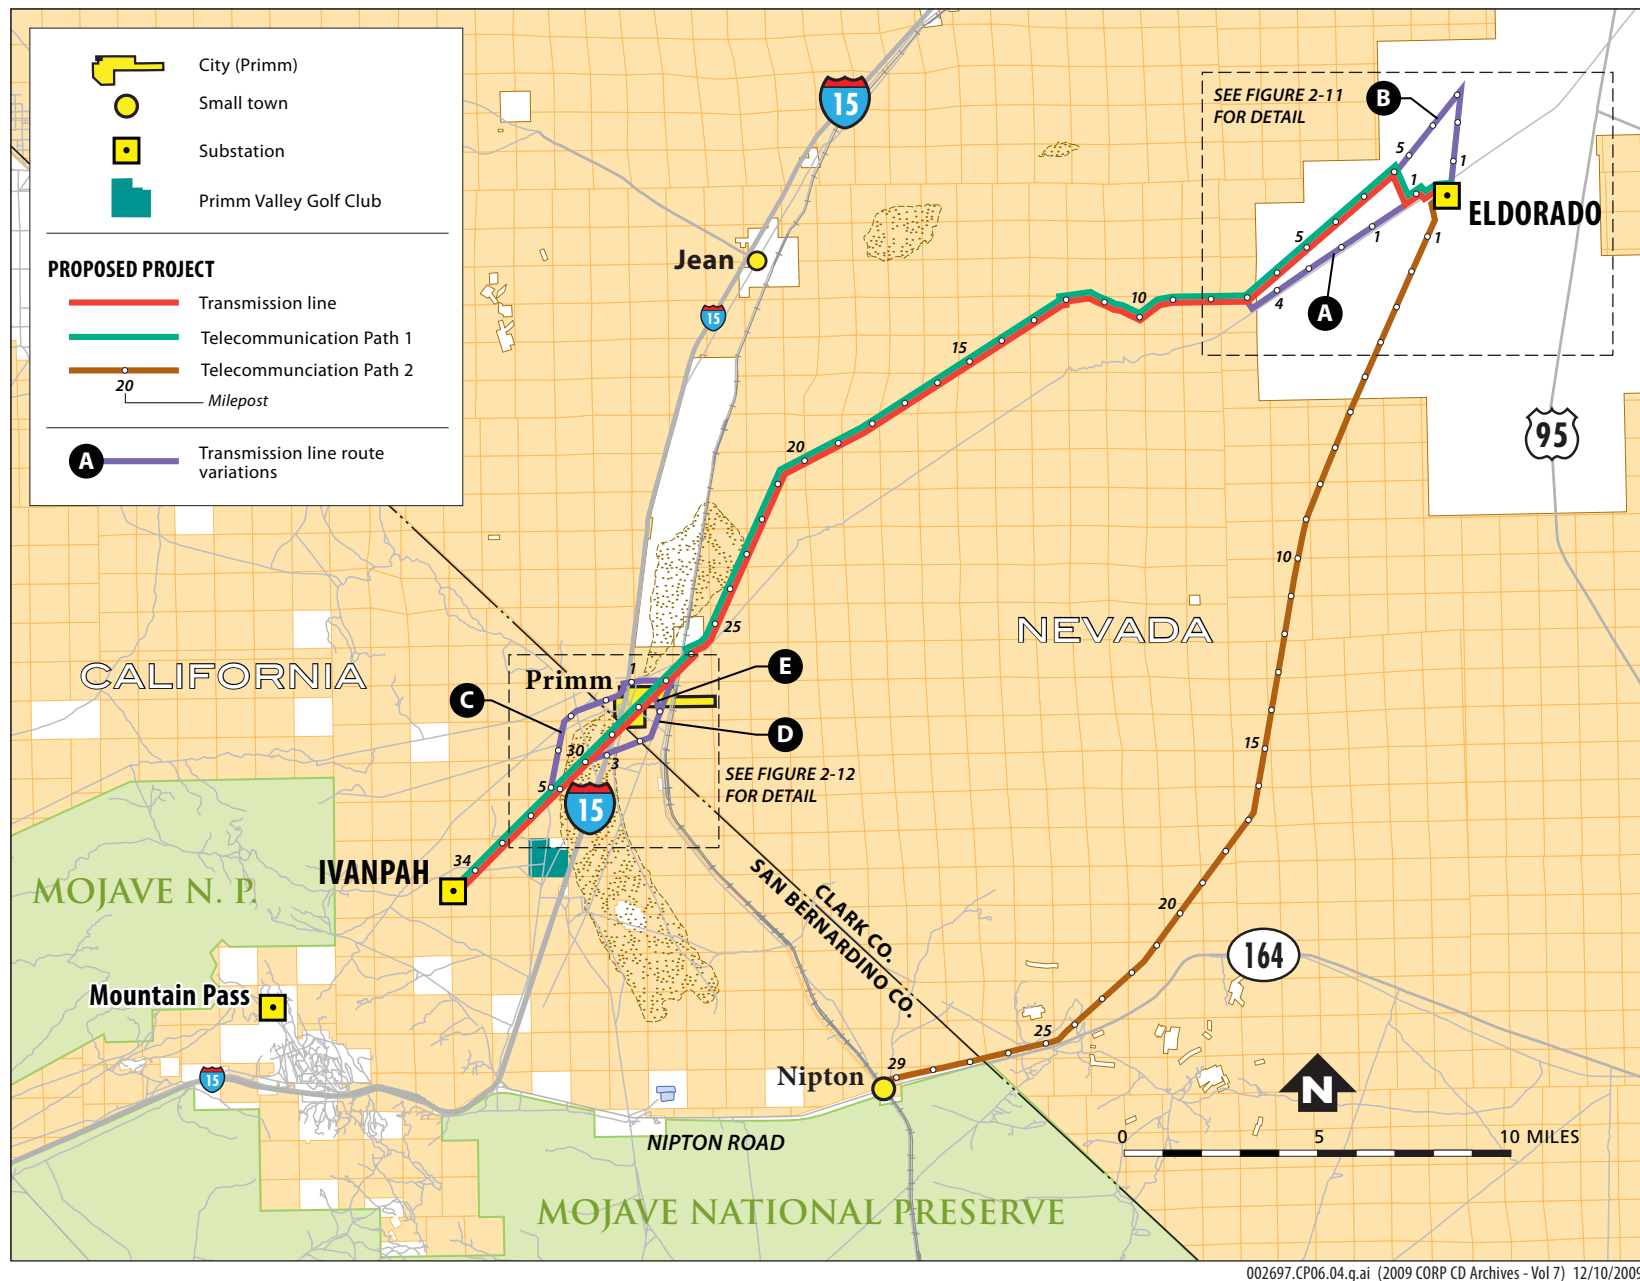 City (Primm)
Small town
Substation
Primm Valley Golf Club
PROPOSED PROJECT
Transmission line
Telecommunication Path 1
Telecommunciation Path 2
20
Milepost
A
Transmission line route
variations
15
SEE FIGURE 2-11
FOR DETAIL
B
5
1
1
ELDORADO
Jean
5
1
1
15
10
4
A
15
95
20
10
25
NEVADA
CALIFORNIA
1
E
Primm
C
D
15
30
3
SEE FIGURE 2-12
FOR DETAIL
5
15
34
IVANPAH
MOJAVE N. P.
CLARK CO.
SAN BERNARDINO CO.
20
164
Mountain Pass
25
29
Nipton
15
N
NIPTON ROAD
0
5
10 MILES
MOJAVE NATIONAL PRESERVE
002697.CP06.04.g.ai (2009 CORP CD Archives - Vol 7) 12/10/2009